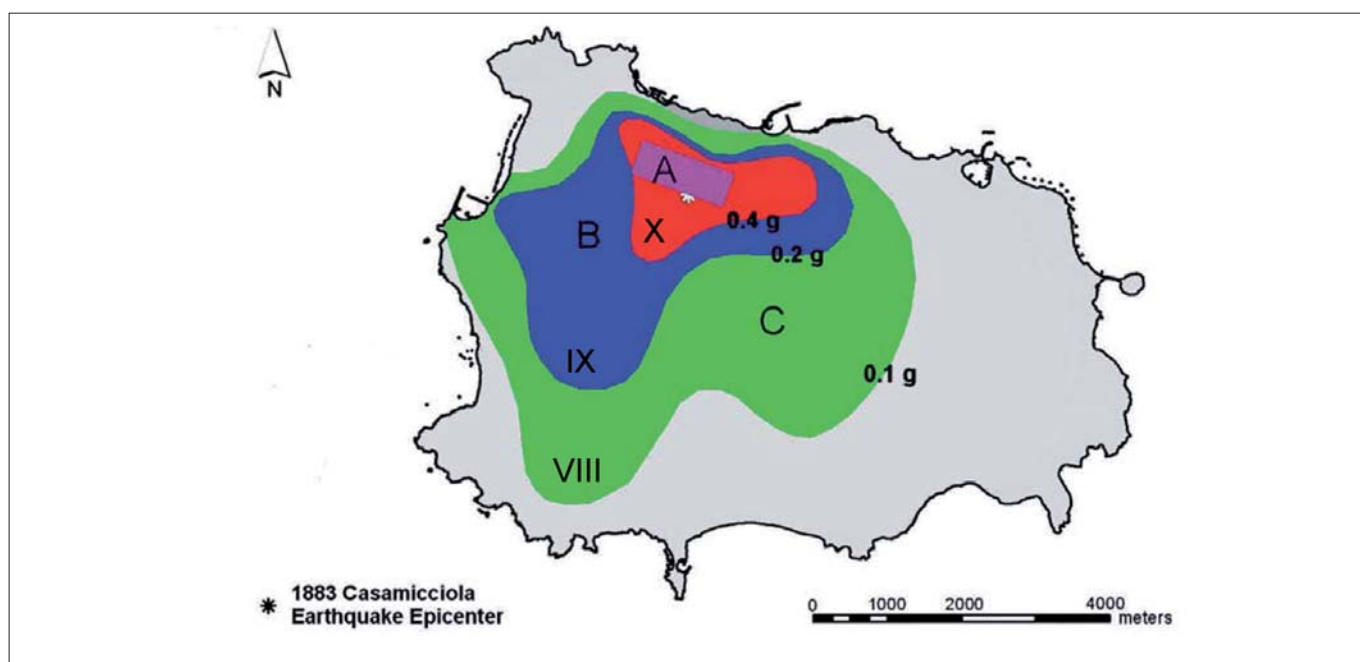 N
A
B
X
0.4 g
0.2 g
C
IX
0.1 g
VIII
1883 Casamicciola
Earthquake Epicenter
0 1000 2000 4000
meters